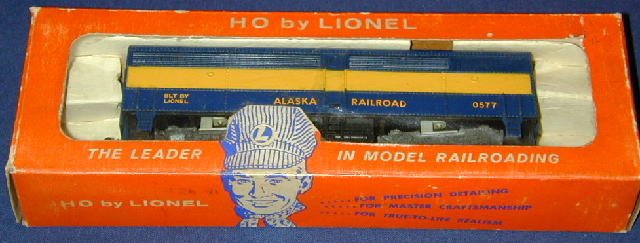 HO by LIONEL
BLT BY
LIONEL
ALASKA RAILROAD 0577
L
THE LEADER IN MODEL RAILROADING
HO by LIONEL
.....FOR PRECISION DETAILING
.....FOR MASTER CRAFTSMANSHIP
.....FOR TRUE-TO-LIFE REALISM